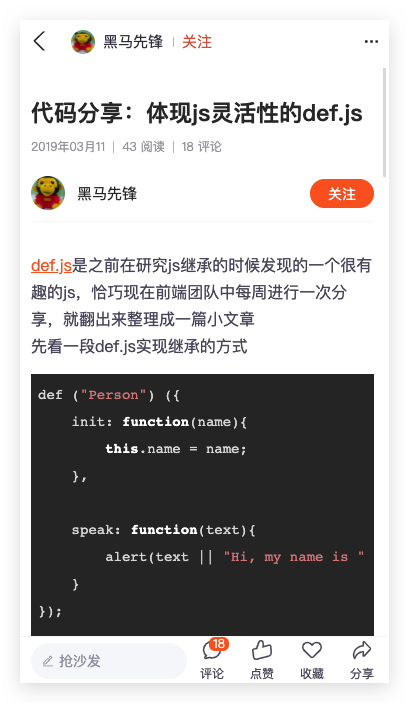 黑马先锋 | 关注
代码分享：体现js灵活性的def.js
2019年03月11 | 43 阅读 | 18 评论
黑马先锋
关注
def.js是之前在研究js继承的时候发现的一个很有
趣的js，恰巧现在前端团队中每周进行一次分
享，就翻出来整理成一篇小文章
先看一段def.js实现继承的方式
def ("Person") ({
    init: function(name){
        this.name = name;
    },

    speak: function(text){
        alert(text || "Hi, my name is "
    }
});
抢沙发
18
评论
点赞
收藏
分享